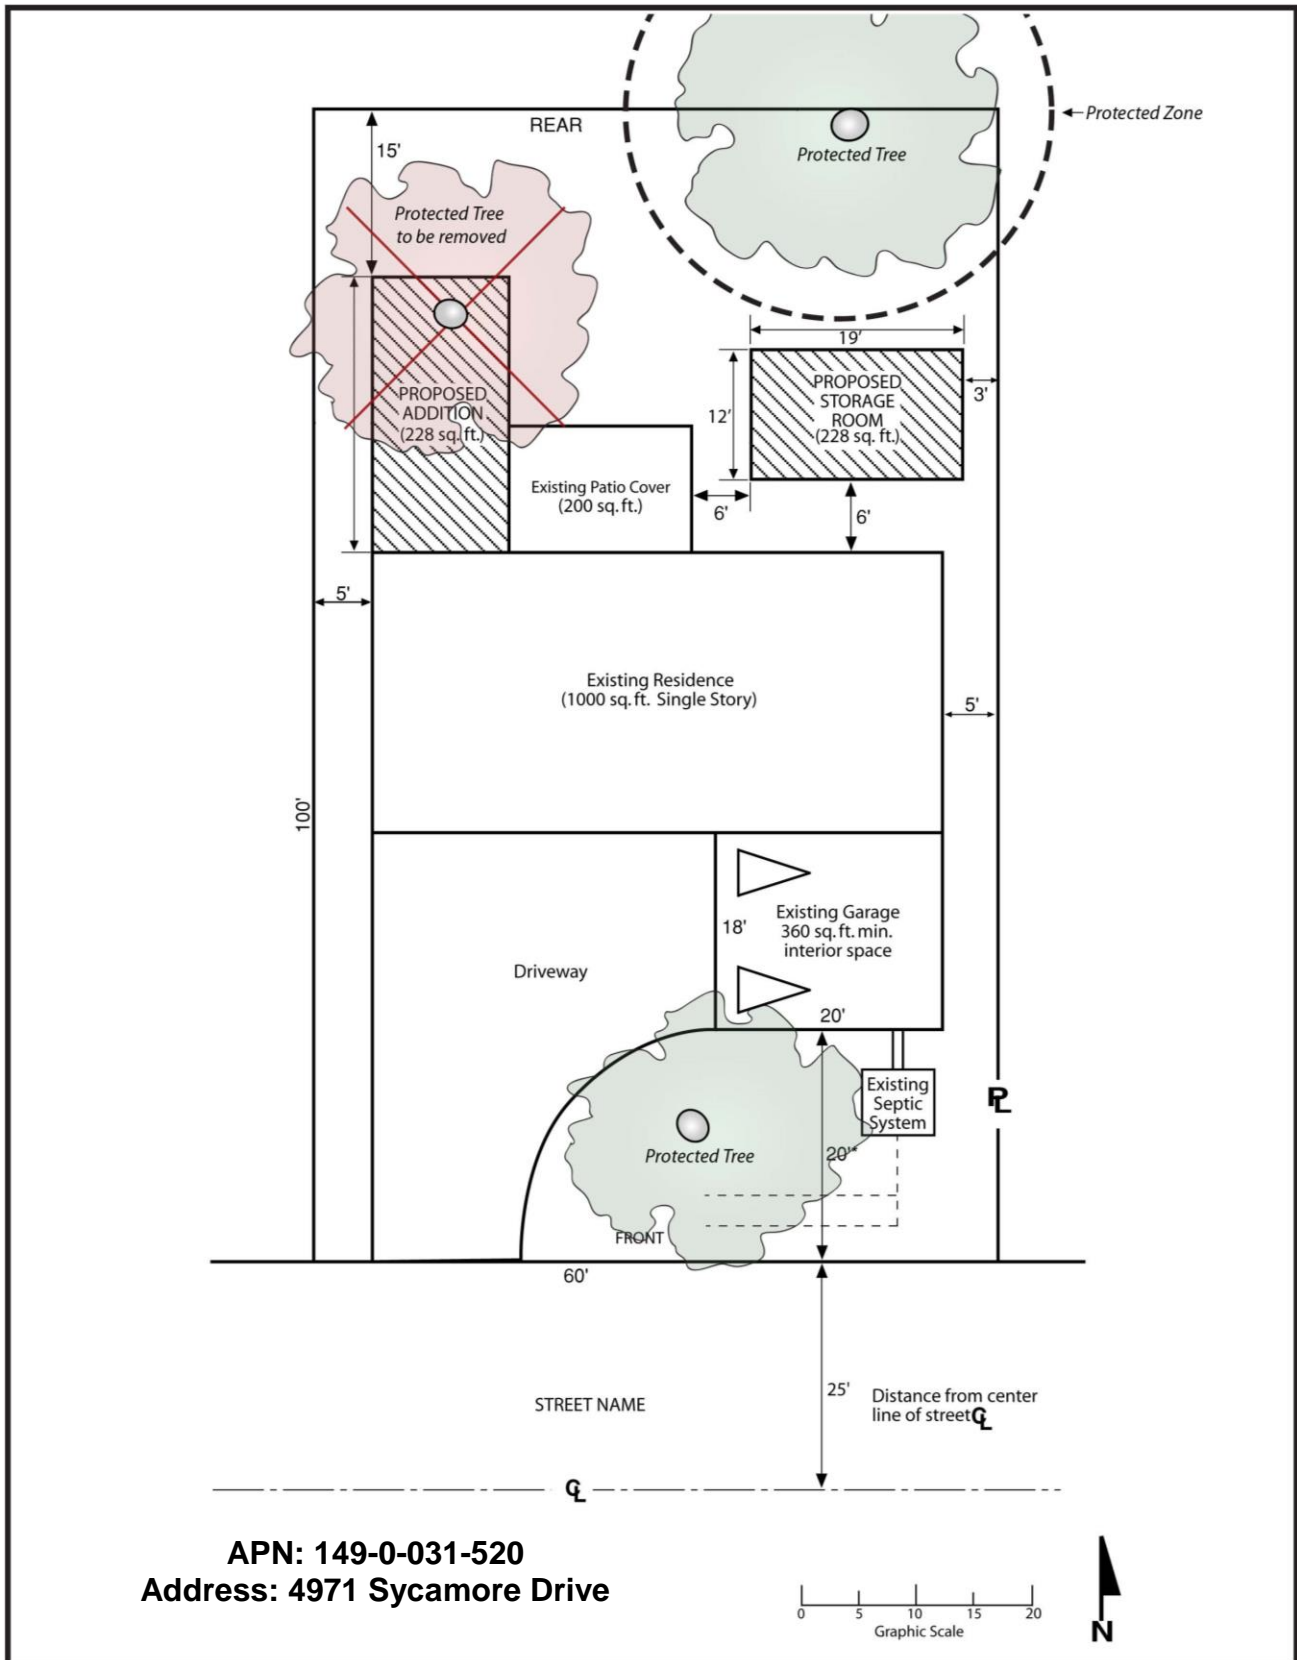 REAR
Protected Zone
Protected Tree
15'
Protected Tree
to be removed
19'
PROPOSED
STORAGE
ROOM
(228 sq. ft.)
3'
12'
PROPOSED
ADDITION
(228 sq. ft.)
Existing Patio Cover
(200 sq. ft.)
6'
6'
5'
Existing Residence
(1000 sq. ft. Single Story)
5'
100'
Existing Garage
360 sq. ft. min.
interior space
18'
Driveway
20'
Existing
Septic
System
PL
Protected Tree
20'*
FRONT
60'
25'
Distance from center
line of street CL
STREET NAME
CL
APN: 149-0-031-520
Address: 4971 Sycamore Drive
0 5 10 15 20
Graphic Scale
N